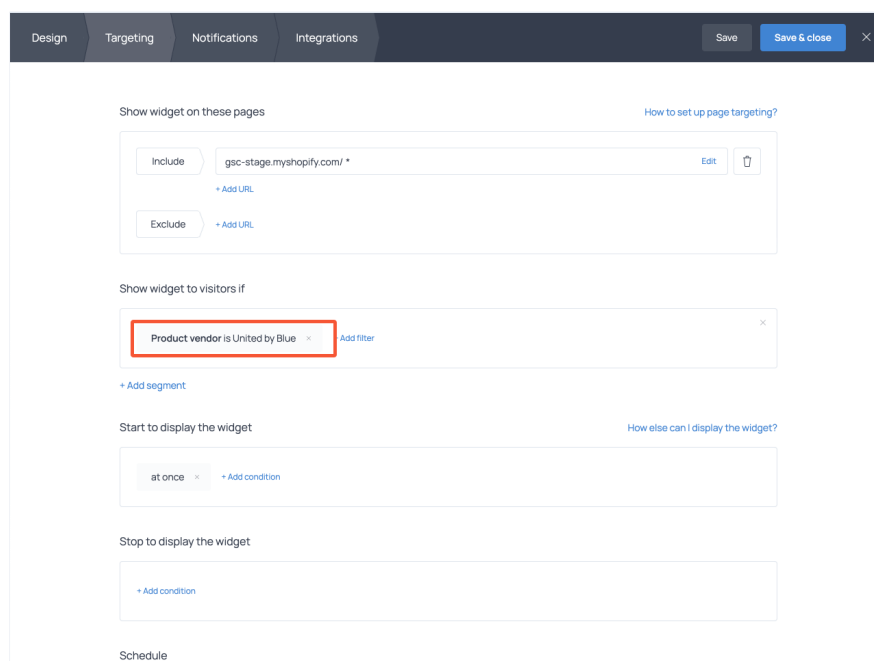 Design Targeting Notifications Integrations Save Save & close ×
Show widget on these pages How to set up page targeting?
Include gsc-stage.myshopify.com/ * Edit
+ Add URL
Exclude + Add URL
Show widget to visitors if
×
Product vendor is United by Blue × Add filter
+ Add segment
Start to display the widget How else can I display the widget?
at once × + Add condition
Stop to display the widget
+ Add condition
Schedule